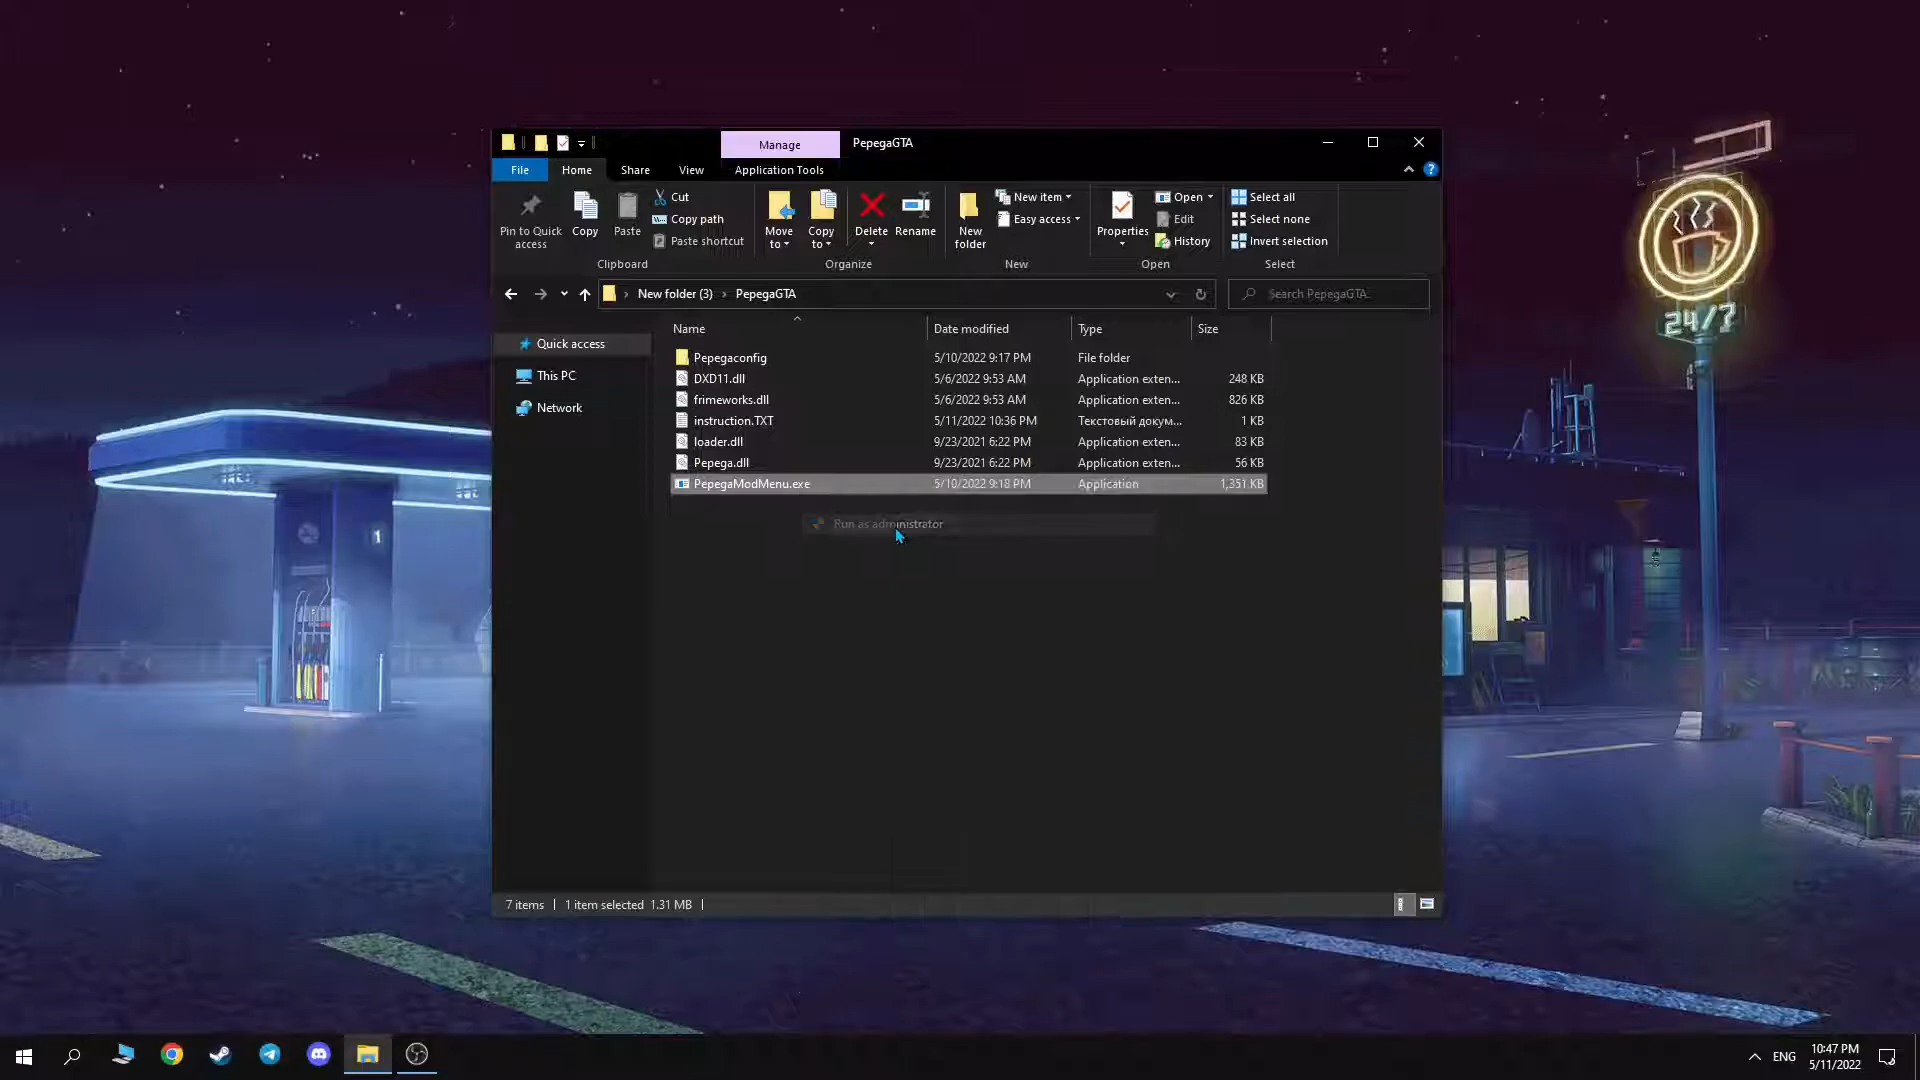 Manage
PepegaGTA
File
Home
Share
View
Application Tools
Pin to Quick
access
Copy
Paste
Cut
Copy path
Paste shortcut
Clipboard
Move
to
Copy
to
Delete
Rename
Organize
New
folder
New item
Easy access
New
Properties
Open
Edit
History
Open
Select all
Select none
Invert selection
Select
New folder (3)
PepegaGTA
Search PepegaGTA
Quick access
This PC
Network
Name Date modified Type Size
Pepegaconfig 5/10/2022 9:17 PM File folder
DXD11.dll 5/6/2022 9:53 AM Application exten... 248 KB
frimeworks.dll 5/6/2022 9:53 AM Application exten... 826 KB
instruction.TXT 5/11/2022 10:36 PM Текстовый докум... 1 KB
loader.dll 9/23/2021 6:22 PM Application exten... 83 KB
Pepega.dll 9/23/2021 6:22 PM Application exten... 56 KB
PepegaModMenu.exe 5/10/2022 9:18 PM Application 1,351 KB
Run as administrator
7 items
1 item selected 1.31 MB
1
24/7
ENG
10:47 PM
5/11/2022